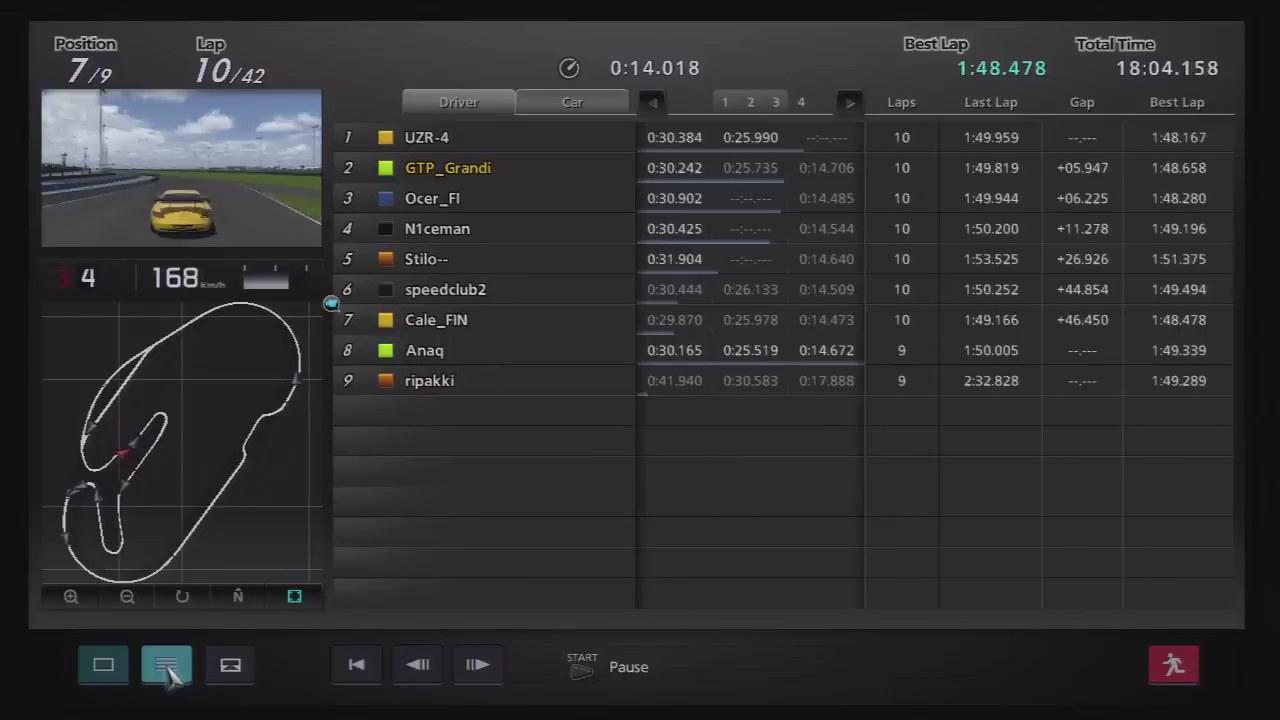 Position Lap Best Lap Total Time
7/9 10/42 0:14.018 1:48.478 18:04.158
Driver Car 1 2 3 4 Laps Last Lap Gap Best Lap
1 UZR-4 0:30.384 0:25.990 --:--.--- 10 1:49.959 --.--- 1:48.167
2 GTP_Grandi 0:30.242 0:25.735 0:14.706 10 1:49.819 +05.947 1:48.658
3 Ocer_FI 0:30.902 --:--.--- 0:14.485 10 1:49.944 +06.225 1:48.280
4 N1ceman 0:30.425 --:--.--- 0:14.544 10 1:50.200 +11.278 1:49.196
5 Stilo-- 0:31.904 --:--.--- 0:14.640 10 1:53.525 +26.926 1:51.375
6 speedclub2 0:30.444 0:26.133 0:14.509 10 1:50.252 +44.854 1:49.494
7 Cale_FIN 0:29.870 0:25.978 0:14.473 10 1:49.166 +46.450 1:48.478
8 Anaq 0:30.165 0:25.519 0:14.672 9 1:50.005 --.--- 1:49.339
9 ripakki 0:41.940 0:30.583 0:17.888 9 2:32.828 --.--- 1:49.289
3 4 168 Km/h
N
START
Pause